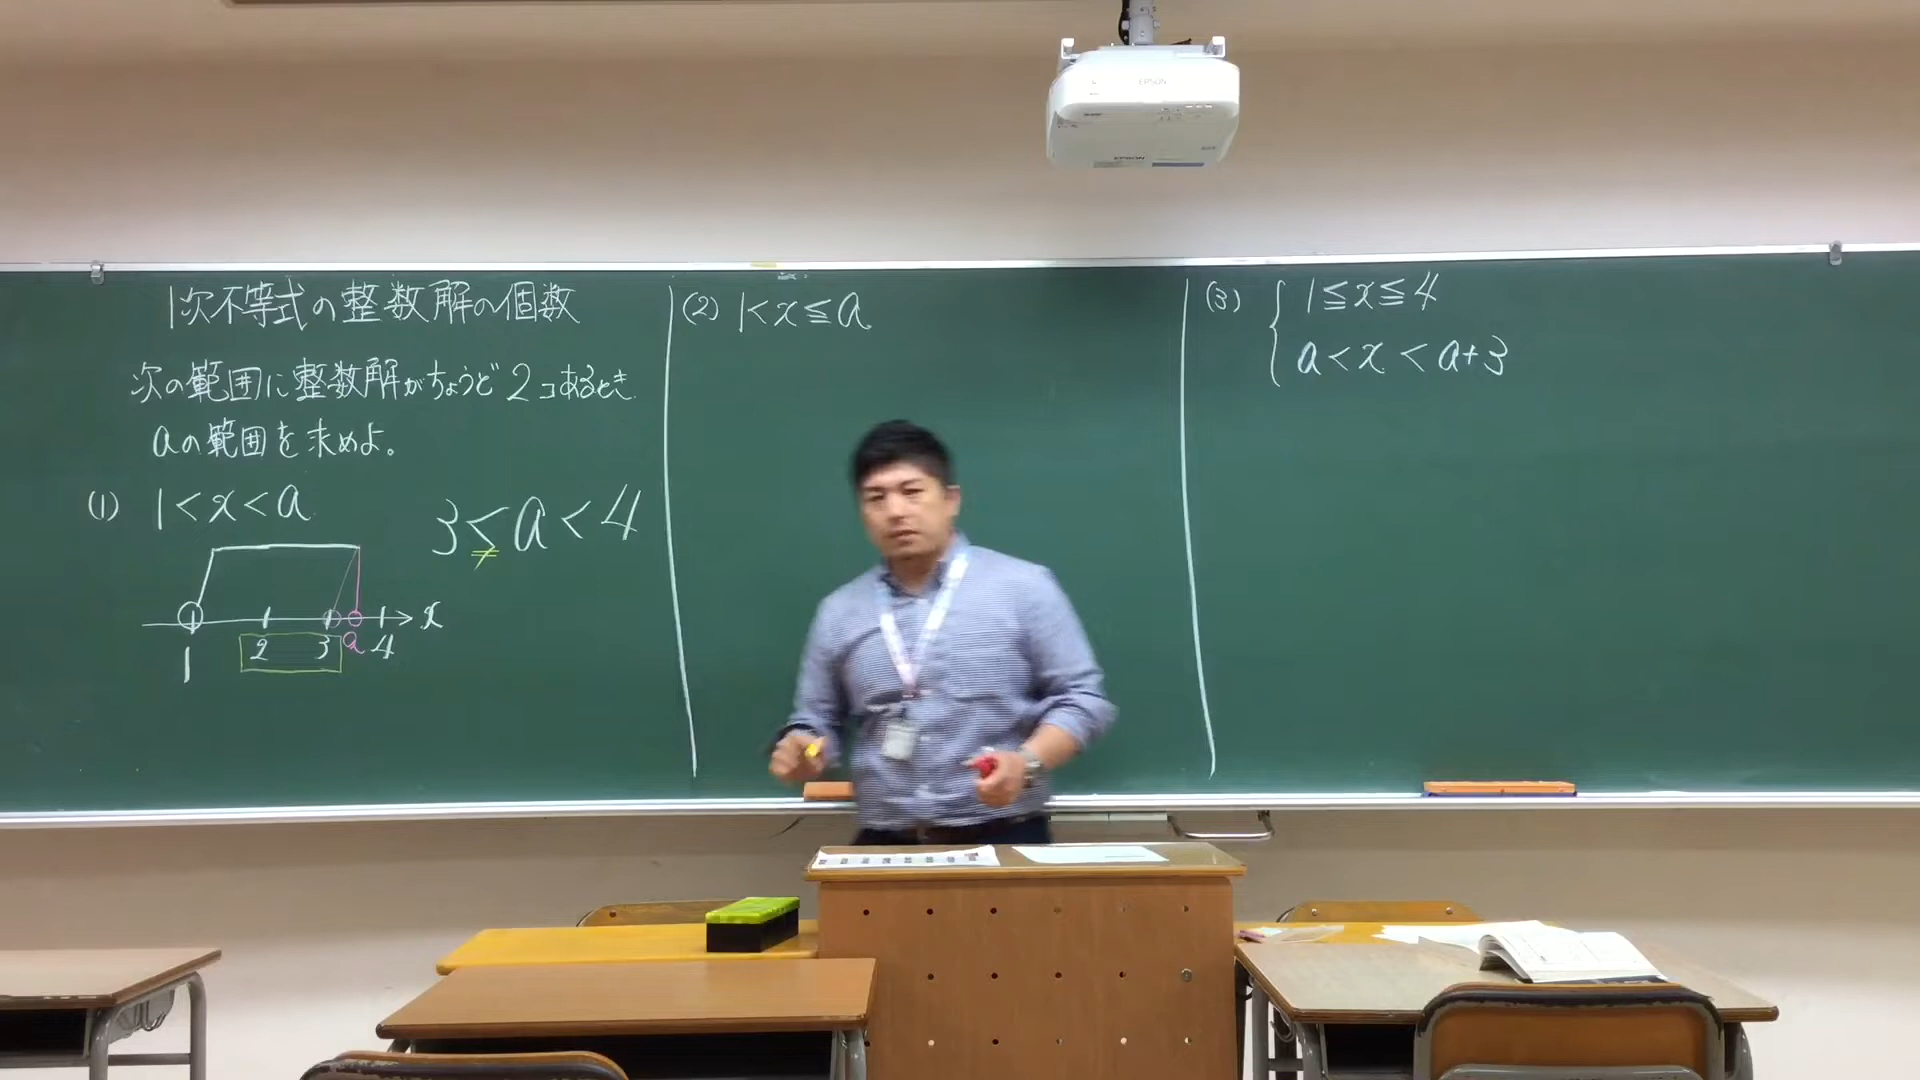 1次不等式の整数解の個数
次の範囲に整数解がちょうど2コあるとき
aの範囲を求めよ。
(1) 1<x<a
3≦a<4
x
1 2 3 a 4
(2) 1<x≦a
(3) 1≦x≦4
a<x<a+3
EPSON
EPSON